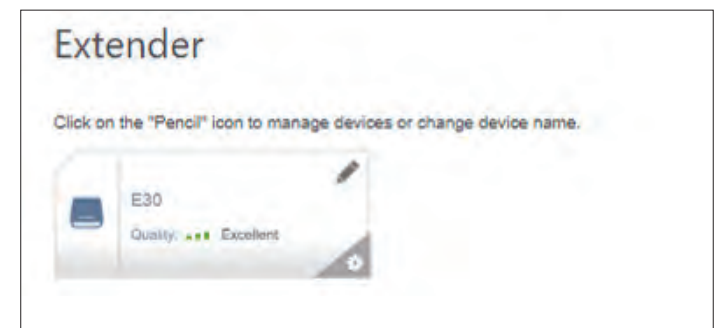 Extender
Click on the "Pencil" icon to manage devices or change device name.
E30
Quality: Excellent